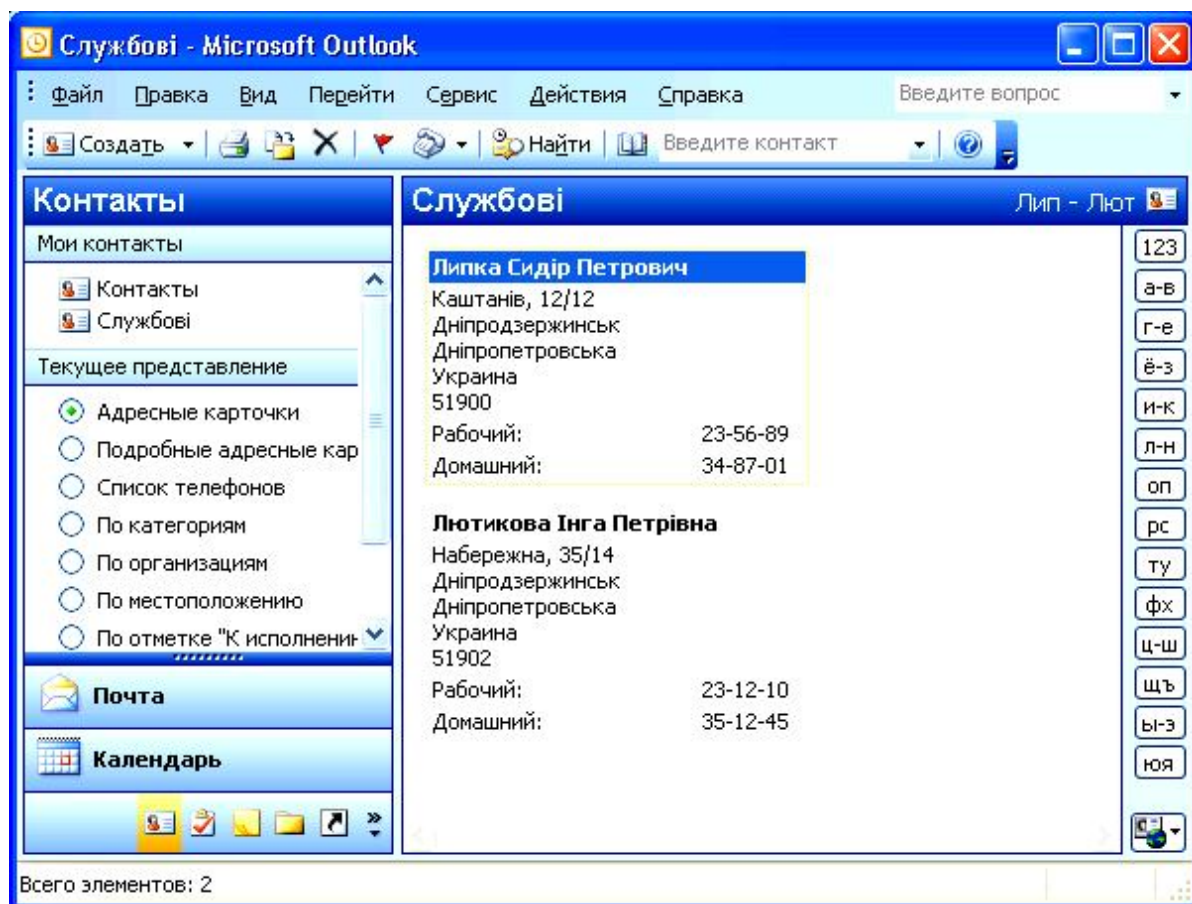 Службові - Microsoft Outlook
Файл Правка Вид Перейти Сервис Действия Справка Введите вопрос
Создать Найти Введите контакт
Контакты
Мои контакты
Контакты
Службові
Текущее представление
Адресные карточки
Подробные адресные кар
Список телефонов
По категориям
По организациям
По местоположению
По отметке "К исполнени
Почта
Календарь
Службові Лип - Лют
Липка Сидір Петрович
Каштанів, 12/12
Дніпродзержинськ
Дніпропетровська
Украина
51900
Рабочий: 23-56-89
Домашний: 34-87-01
Лютикова Інга Петрівна
Набережна, 35/14
Дніпродзержинськ
Дніпропетровська
Украина
51902
Рабочий: 23-12-10
Домашний: 35-12-45
123
а-в
г-е
ё-з
и-к
л-н
оп
рс
ту
фх
ц-ш
щъ
ы-э
юя
Всего элементов: 2